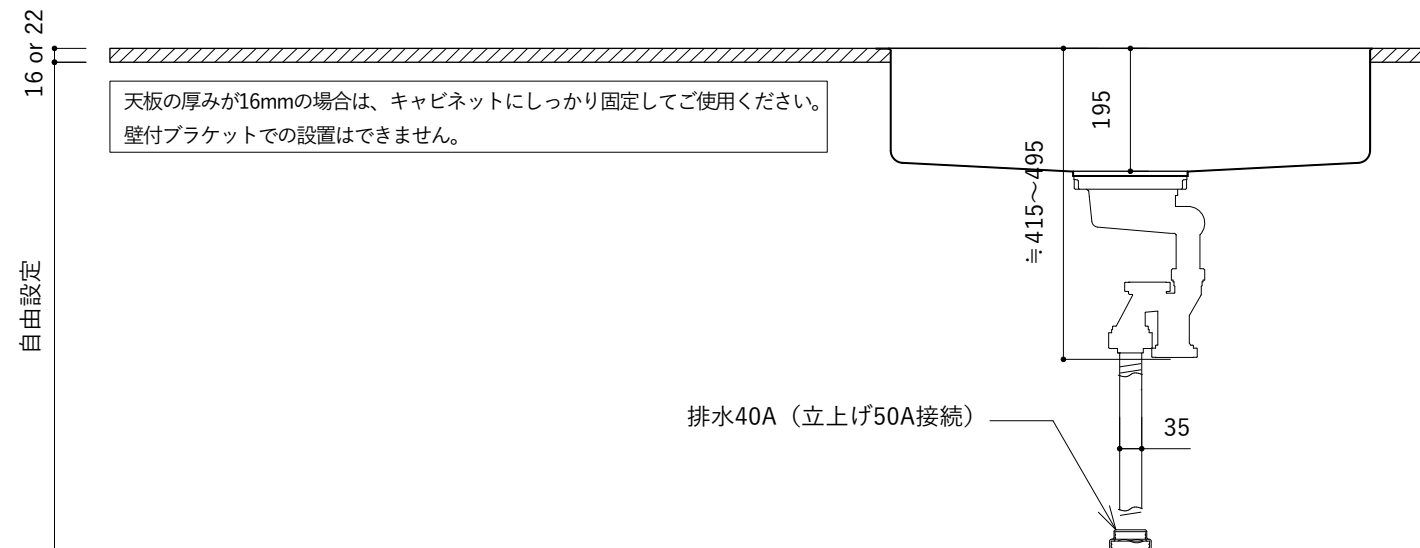 16 or 22
天板の厚みが16mmの場合は、キャビネットにしっかり固定してご使用ください。
壁付ブラケットでの設置はできません。
195
≒415～495
自由設定
排水40A（立上げ50A接続）
35